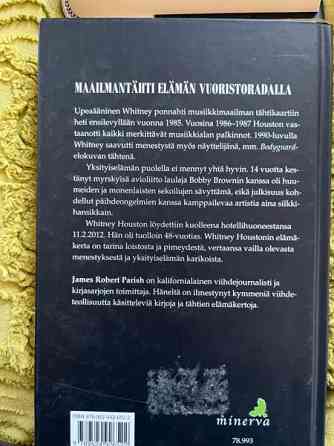 MAAILMANTÄHTI ELÄMÄN VUORISTORADALLA
Upeaääninen Whitney ponnahti musiikkimaailman tähtikaartiin
heti ensilevyllään vuonna 1985. Vuosina 1986–1987 Houston vas-
taanotti kaikki merkittävät musiikkialan palkinnot. 1990-luvulla
Whitney saavutti menestystä myös näyttelijänä, mm. Bodyguard-
elokuvan tähtenä.
Yksityiselämän puolella ei mennyt yhtä hyvin. 14 vuotta kes-
tänyt myrskyisä avioliitto laulaja Bobby Brownin kanssa oli huu-
meiden ja monenlaisten sekoilujen sävyttämä, eikä julkisuus koh-
dellut päihdeongelmien kanssa kamppailevaa artistia aina silkki-
hansikkain.
Whitney Houston löydettiin kuolleena hotellihuoneestansa
11.2.2012. Hän oli tuolloin 48-vuotias. Whitney Houstonin elämä-
kerta on tarina loistosta ja pimeydestä, vertaansa vailla olevasta
menestyksestä ja yksityiselämän karikoista.
James Robert Parish on kalifornialainen viihdejournalisti ja
kirjasarjojen toimittaja. Häneltä on ilmestynyt kymmeniä viihde-
teollisuutta käsitteleviä kirjoja ja tähtien elämäkertoja.
minerva
78.993